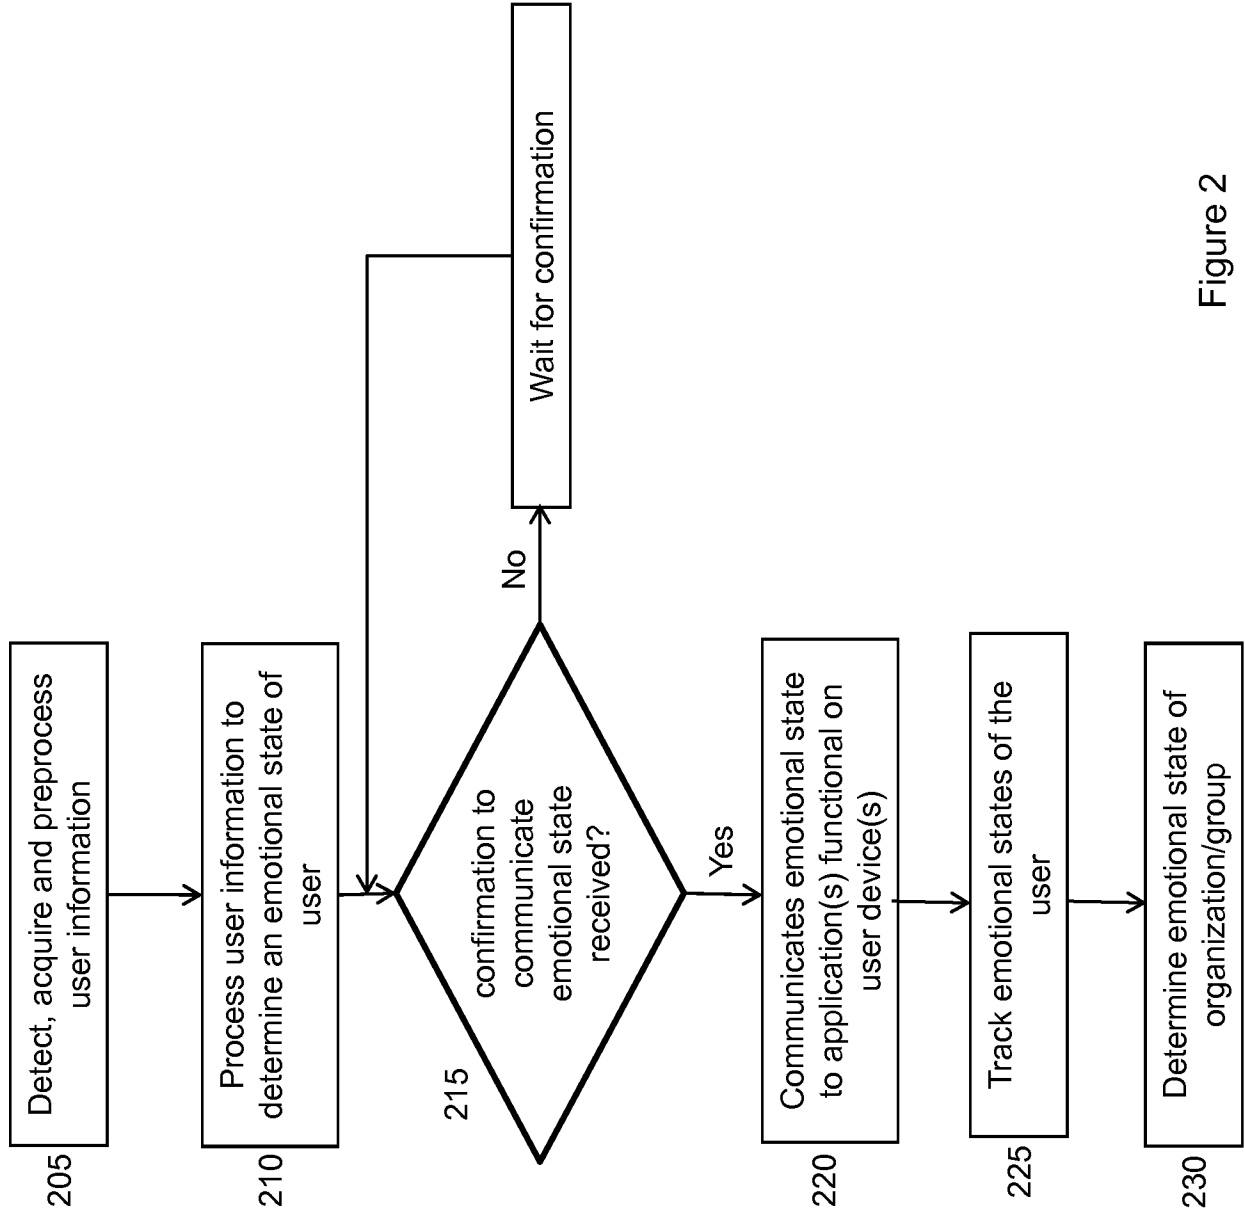 205
Detect, acquire and preprocess
user information
210
Process user information to
determine an emotional state of
user
215
confirmation to
communicate
emotional state
received?
No
Wait for confirmation
Yes
220
Communicates emotional state
to application(s) functional on
user device(s)
225
Track emotional states of the
user
230
Determine emotional state of
organization/group
Figure 2